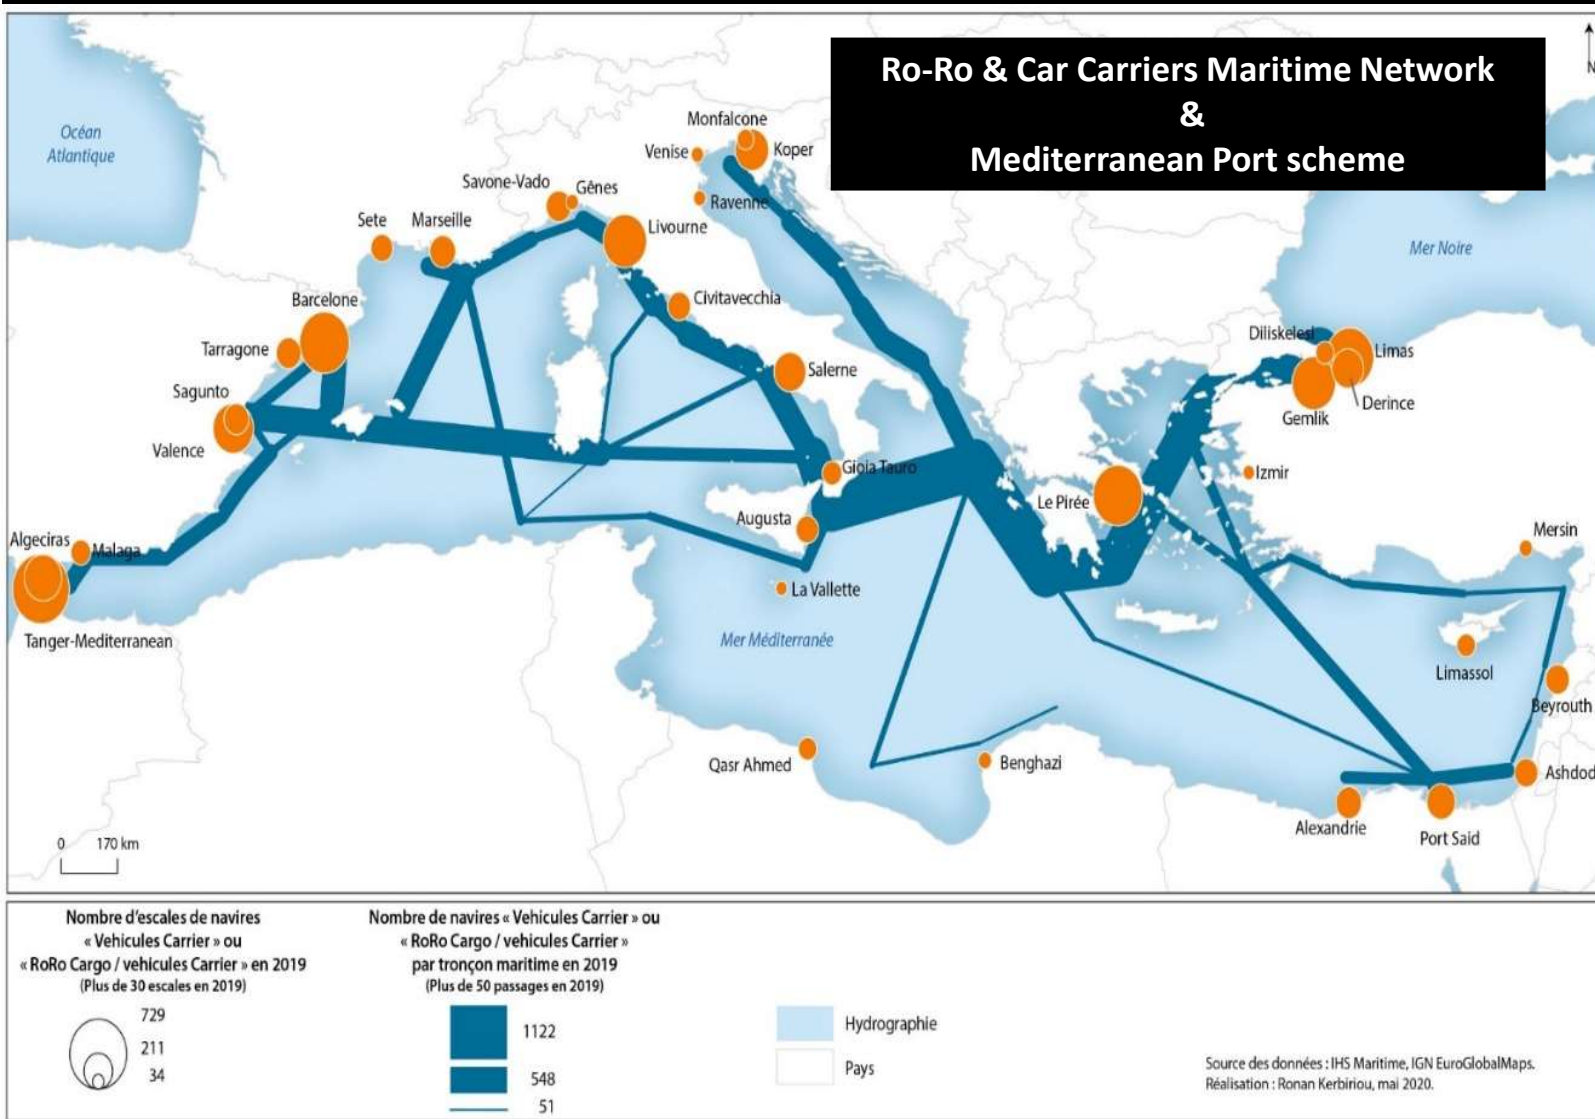 Ro-Ro & Car Carriers Maritime Network
&
Mediterranean Port scheme
N
Océan
Atlantique
Monfalcone
Koper
Venise
Savone-Vado
Gênes
Ravenne
Sete
Marseille
Livourne
Mer Noire
Barcelone
Civitavecchia
Diliskelesi
Limas
Tarragone
Salerne
Sagunto
Derince
Gemlik
Valence
Gioia Tauro
Izmir
Le Pirée
Augusta
Algeciras
Malaga
Mersin
La Vallette
Tanger-Mediterranean
Mer Méditerranée
Limassol
Beyrouth
Qasr Ahmed
Benghazi
Ashdod
Alexandrie
Port Said
0 170 km
Nombre d'escales de navires
« Vehicules Carrier » ou
« RoRo Cargo / vehicules Carrier » en 2019
(Plus de 30 escales en 2019)
729
211
34
Nombre de navires « Vehicules Carrier » ou
« RoRo Cargo / vehicules Carrier »
par tronçon maritime en 2019
(Plus de 50 passages en 2019)
1122
548
51
Hydrographie
Pays
Source des données : IHS Maritime, IGN EuroGlobalMaps.
Réalisation : Ronan Kerbiriou, mai 2020.